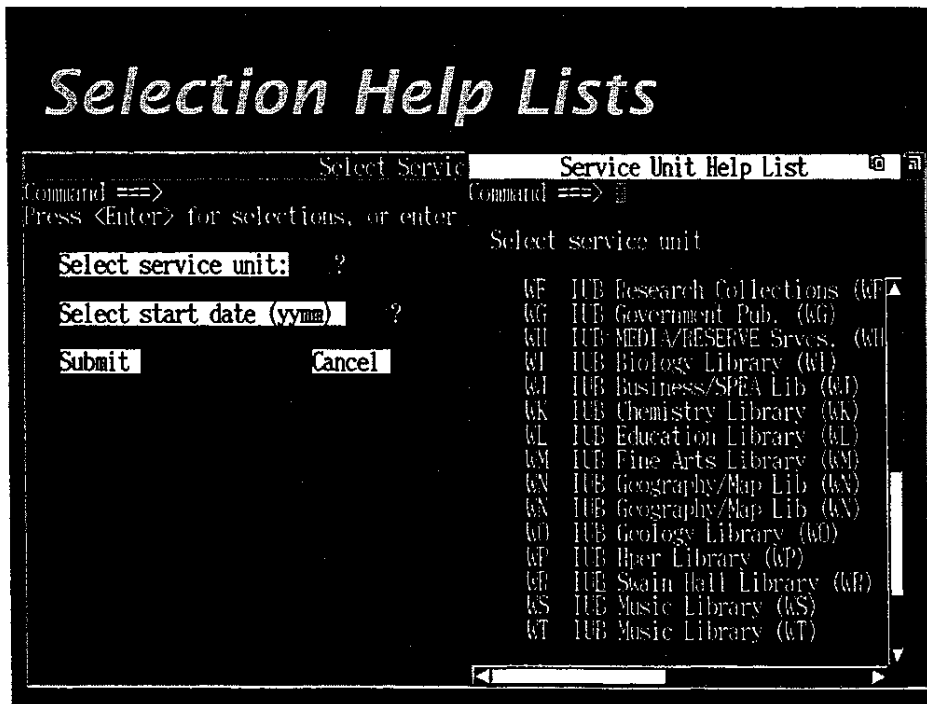 Selection Help Lists
Select Servic
Command ===>
Press <Enter> for selections, or enter
Select service unit: ?
Select start date (yymm) ?
Submit Cancel
Service Unit Help List
Command ===>
Select service unit
WF IUB Research Collections (WF
WG IUB Government Pub. (WG)
WH IUB MEDIA/RESERVE Srvcs. (WH
WI IUB Biology Library (WI)
WJ IUB Business/SPEA Lib (WJ)
WK IUB Chemistry Library (WK)
WL IUB Education Library (WL)
WM IUB Fine Arts Library (WM)
WN IUB Geography/Map Lib (WN)
WN IUB Geography/Map Lib (WN)
WO IUB Geology Library (WO)
WP IUB Hper Library (WP)
WR IUB Swain Hall Library (WR)
WS IUB Music Library (WS)
WT IUB Music Library (WT)